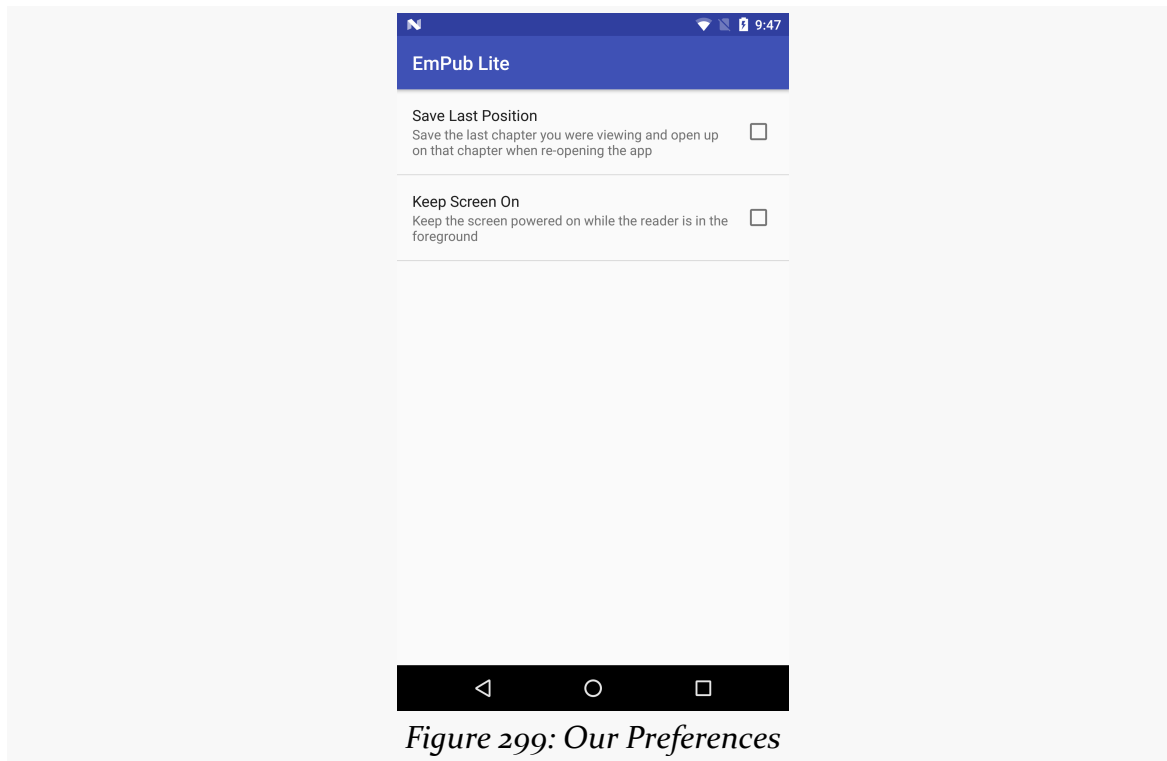 9:47
EmPub Lite
Save Last Position
Save the last chapter you were viewing and open up
on that chapter when re-opening the app
Keep Screen On
Keep the screen powered on while the reader is in the
foreground
Figure 299: Our Preferences